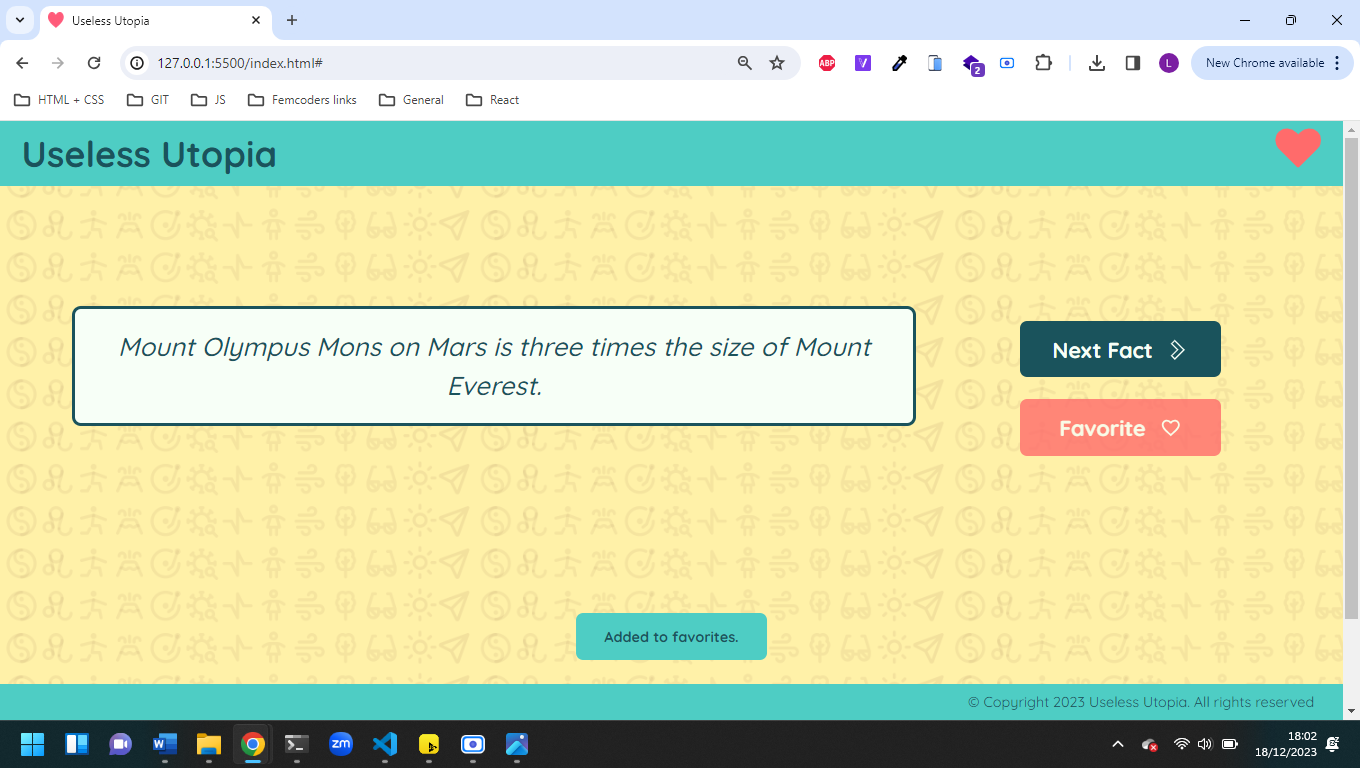 Useless Utopia
127.0.0.1:5500/index.html#
ABP
V
2
L
New Chrome available
HTML + CSS
GIT
JS
Femcoders links
General
React
Useless Utopia
Mount Olympus Mons on Mars is three times the size of Mount
Everest.
Next Fact
Favorite
Added to favorites.
© Copyright 2023 Useless Utopia. All rights reserved
W
zm
18:02
18/12/2023